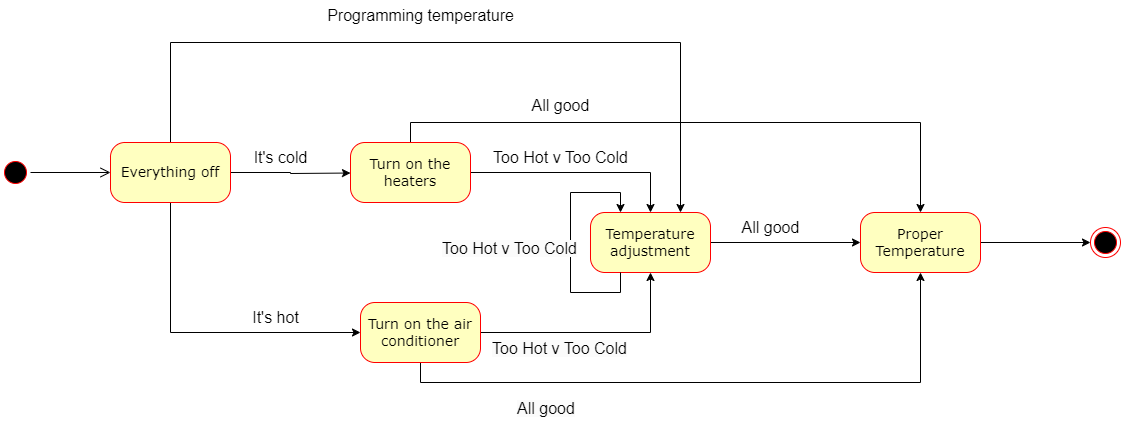 Programming temperature
All good
It's cold
Turn on the
heaters
Too Hot v Too Cold
Everything off
Temperature
adjustment
All good
Proper
Temperature
Too Hot v Too Cold
It's hot
Turn on the air
conditioner
Too Hot v Too Cold
All good